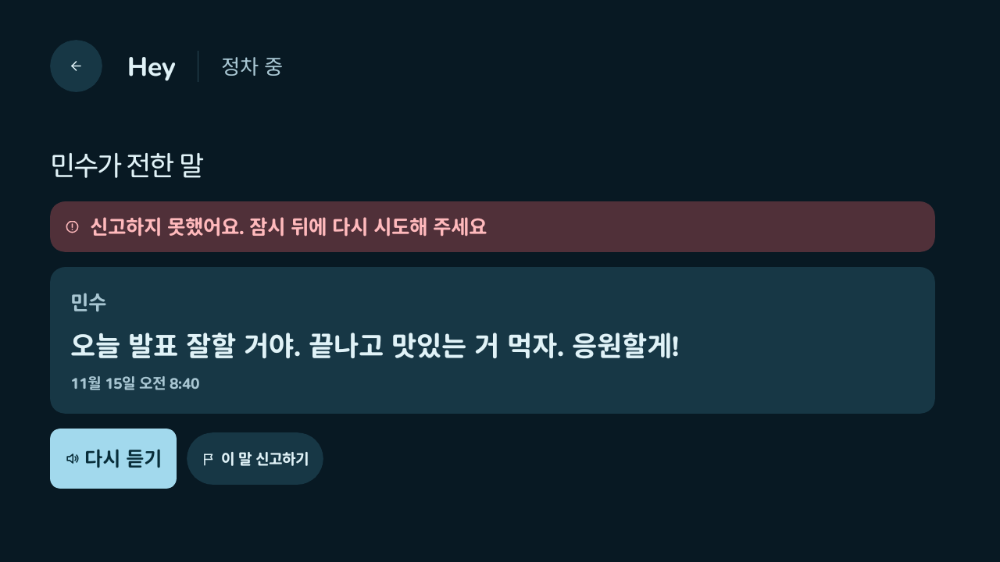 Hey
정차 중
민수가 전한 말
신고하지 못했어요. 잠시 뒤에 다시 시도해 주세요
민수
오늘 발표 잘할 거야. 끝나고 맛있는 거 먹자. 응원할게!
11월 15일 오전 8:40
다시 듣기
이 말 신고하기